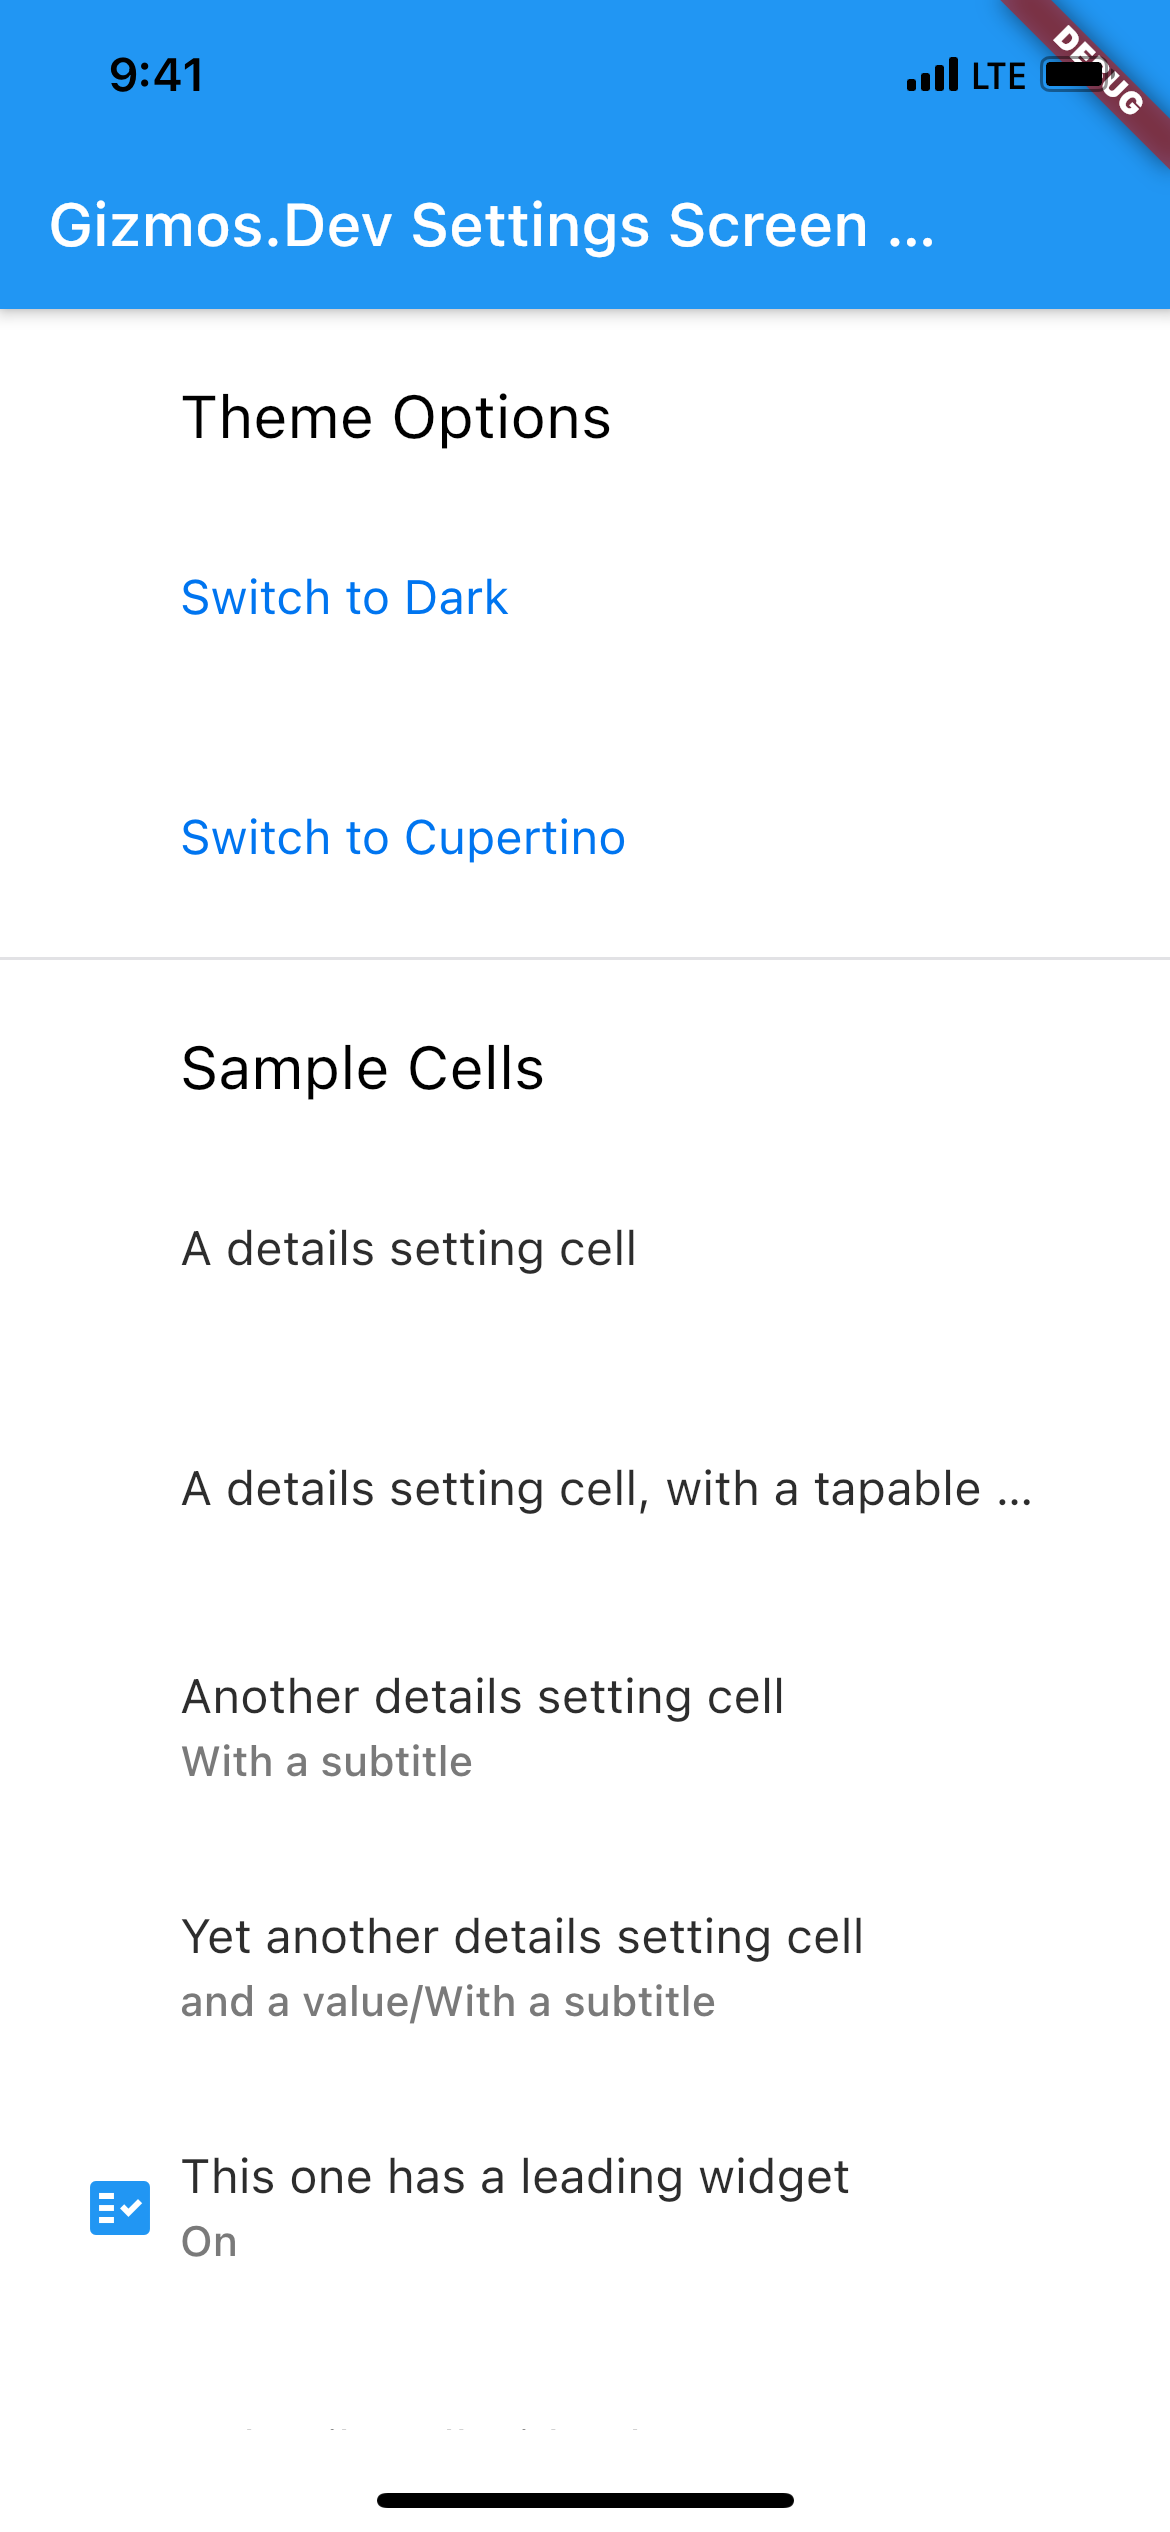 9:41
LTE
DEBUG
Gizmos.Dev Settings Screen ...
Theme Options
Switch to Dark
Switch to Cupertino
Sample Cells
A details setting cell
A details setting cell, with a tapable ...
Another details setting cell
With a subtitle
Yet another details setting cell
and a value/With a subtitle
This one has a leading widget
On